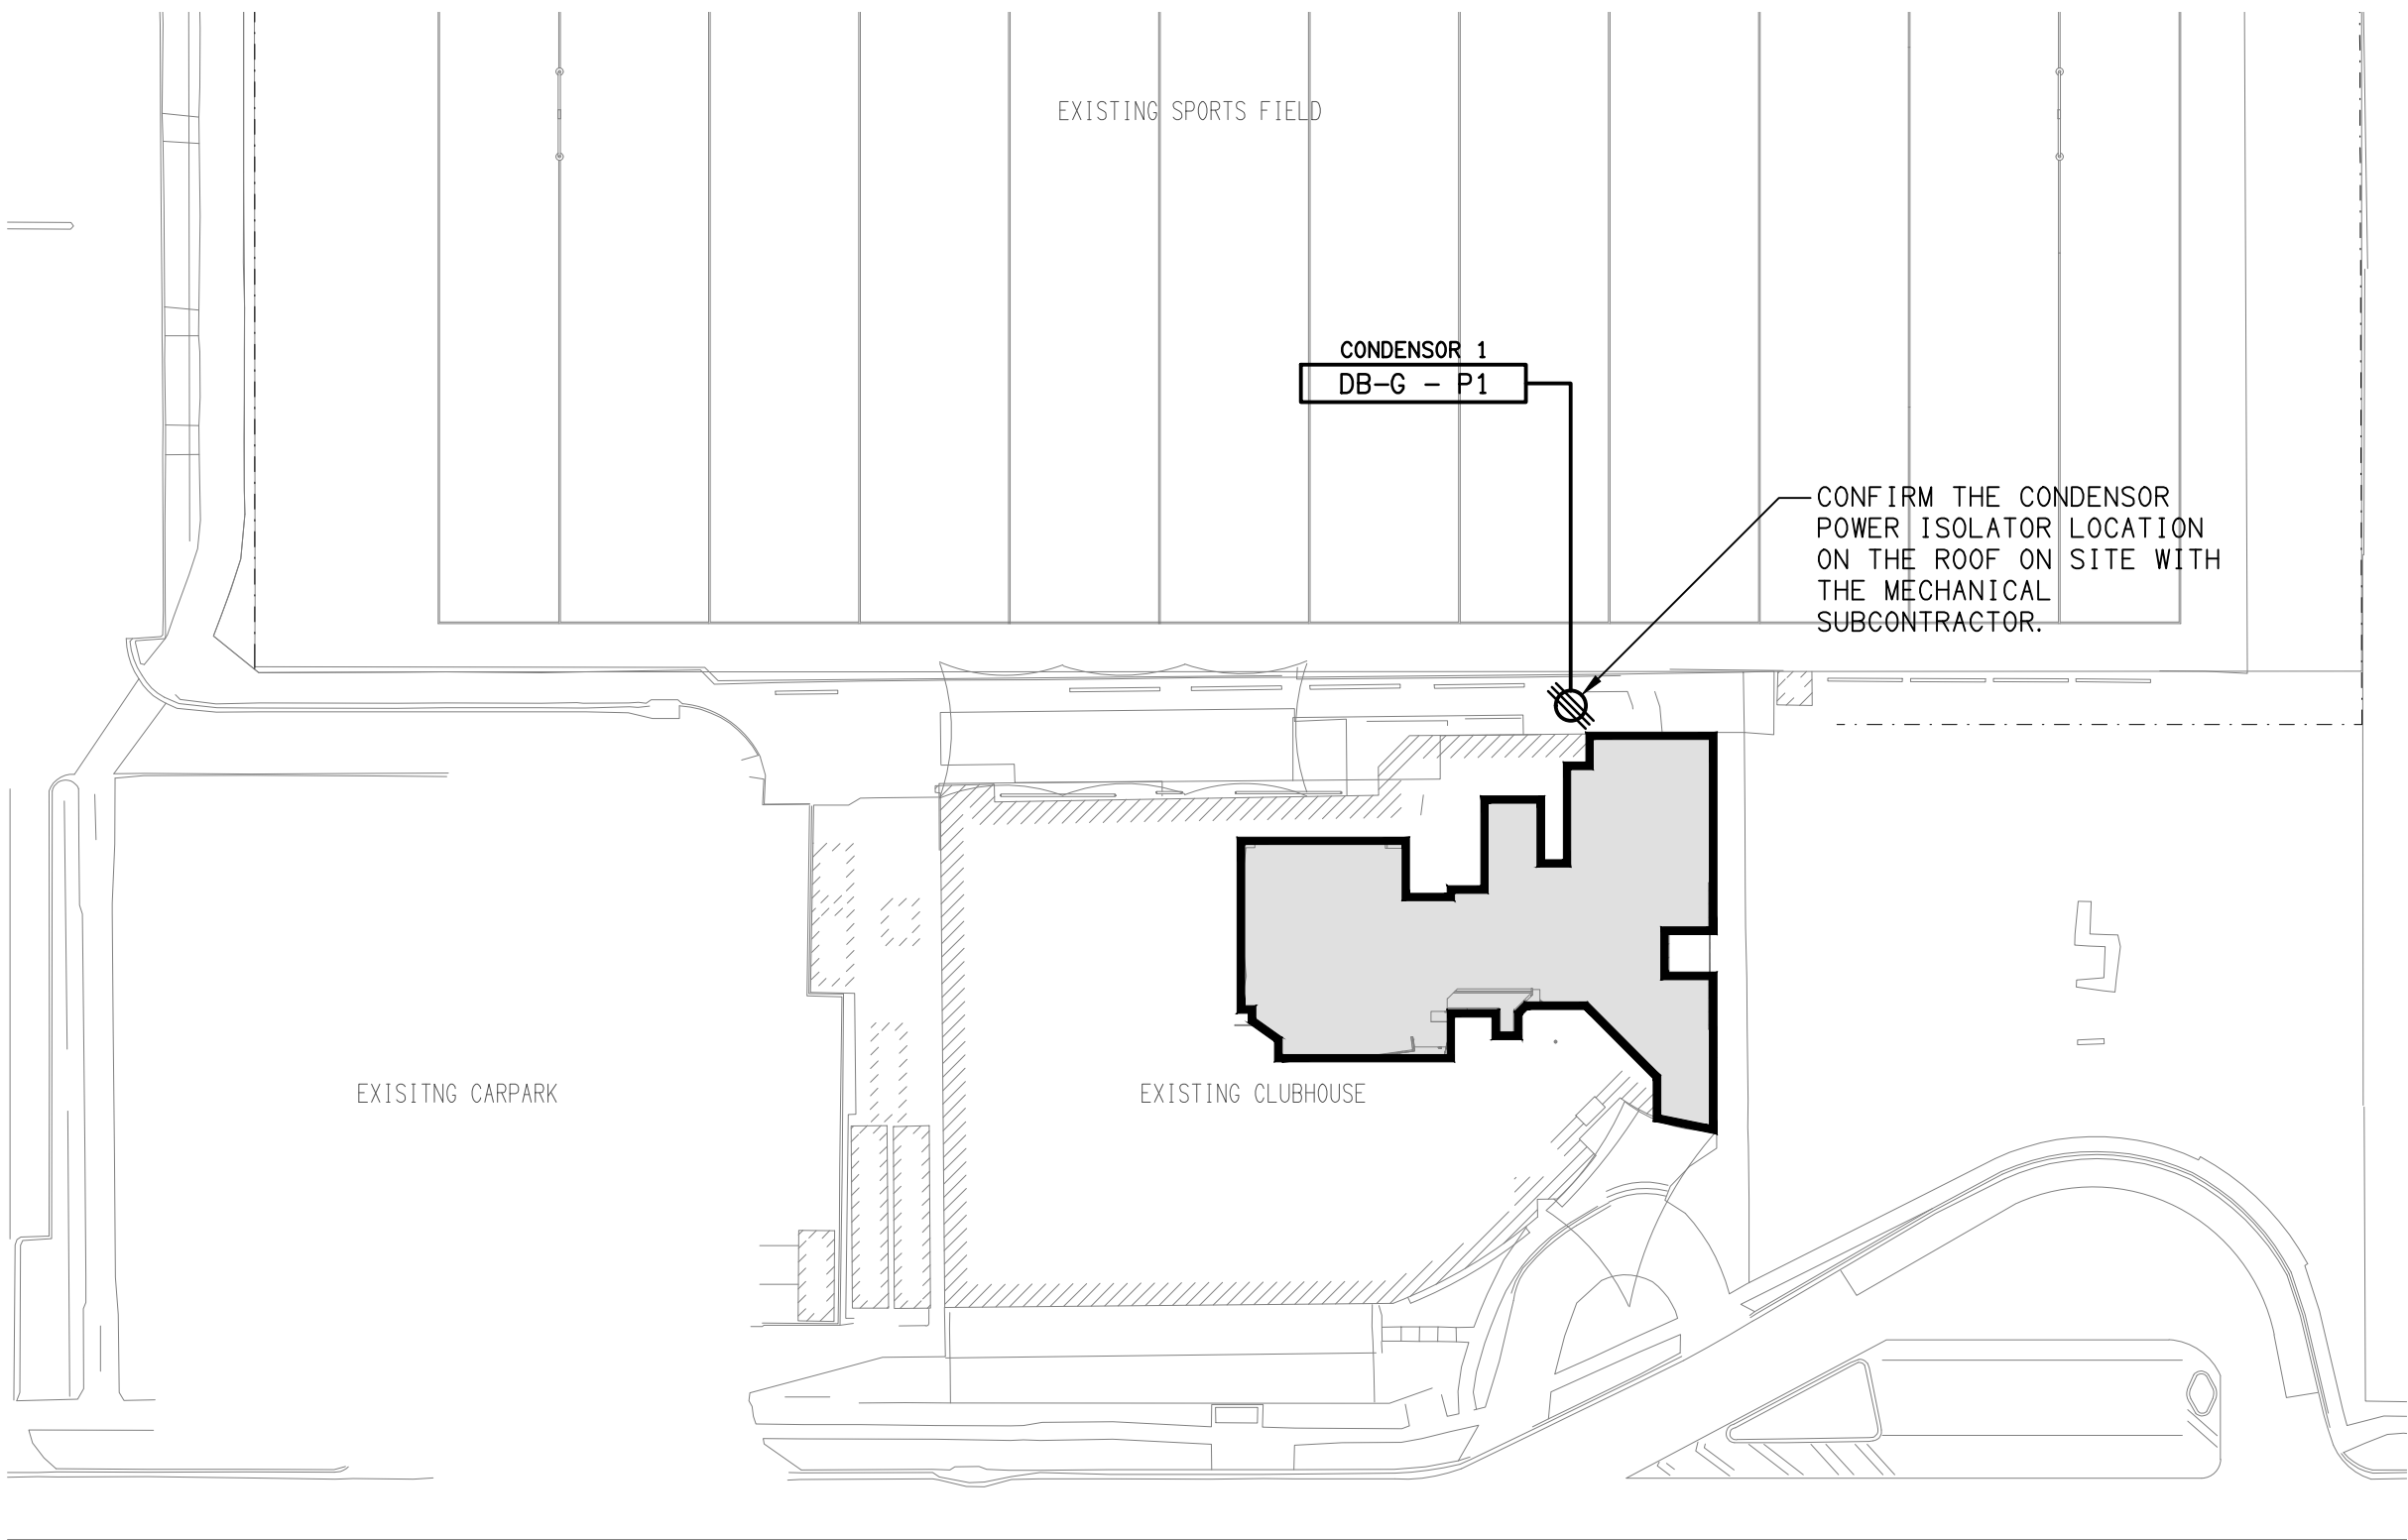 EXISTING SPORTS FIELD
CONDENSOR 1
DB-G - P1
CONFIRM THE CONDENSOR
POWER ISOLATOR LOCATION
ON THE ROOF ON SITE WITH
THE MECHANICAL
SUBCONTRACTOR.
EXISITNG CARPARK
EXISTING CLUBHOUSE